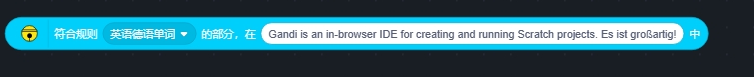 符合规则 英语德语单词 的部分，在 Gandi is an in-browser IDE for creating and running Scratch projects. Es ist großartig! 中